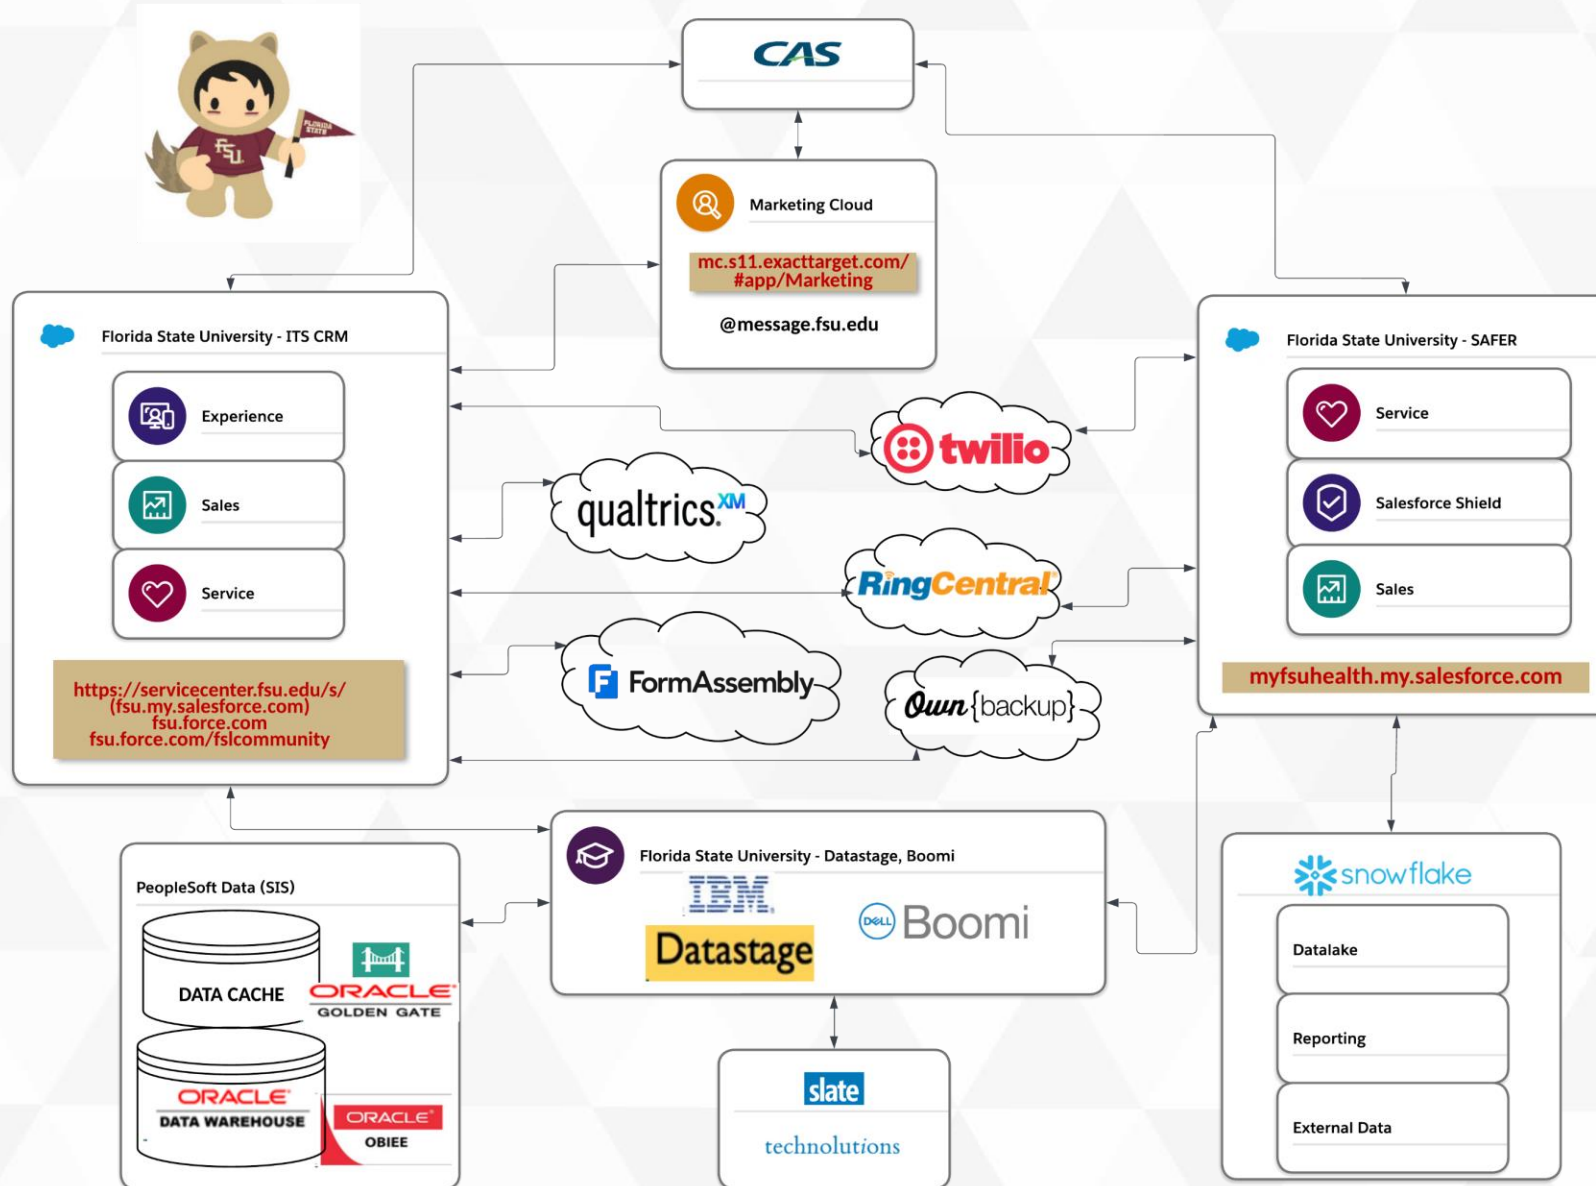 CAS
FLORIDA
STATE
FSU
Marketing Cloud
mc.s11.exacttarget.com/
#app/Marketing
@message.fsu.edu
Florida State University - ITS CRM
Experience
Sales
Service
https://servicecenter.fsu.edu/s/
(fsu.my.salesforce.com)
fsu.force.com
fsu.force.com/fslcommunity
twilio
qualtrics.XM
RingCentral®
FormAssembly
Own{backup}
Florida State University - SAFER
Service
Salesforce Shield
Sales
myfsuhealth.my.salesforce.com
PeopleSoft Data (SIS)
DATA CACHE
ORACLE®
GOLDEN GATE
ORACLE®
DATA WAREHOUSE
ORACLE®
OBIEE
Florida State University - Datastage, Boomi
IBM.
Datastage
DELL Boomi
slate
technolutions
snowflake
Datalake
Reporting
External Data